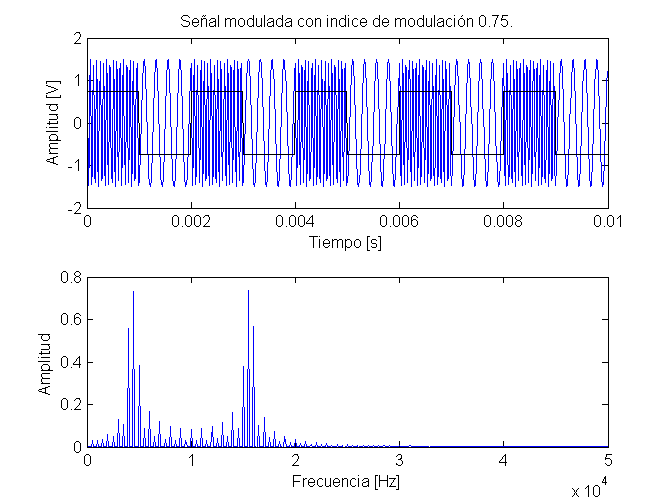 Señal modulada con indice de modulación 0.75.
2
1
0
-1
-2
Amplitud [V]
0 0.002 0.004 0.006 0.008 0.01
Tiempo [s]
0.8
0.6
0.4
0.2
0
Amplitud
0 1 2 3 4 5
Frecuencia [Hz]
x 10^4